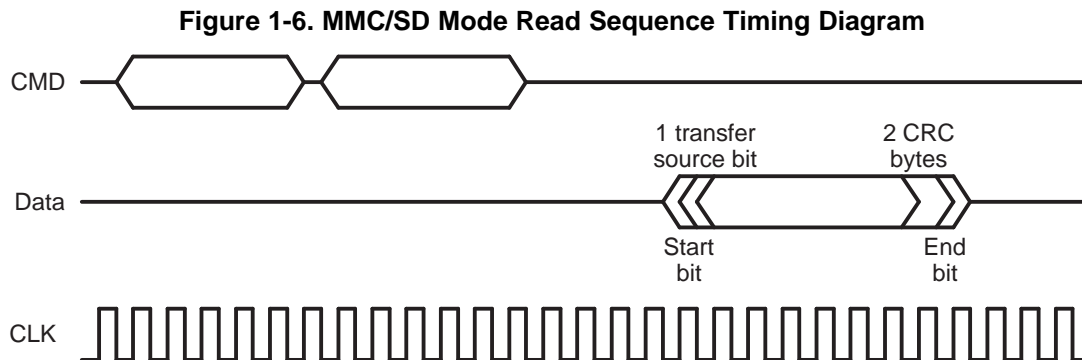 Figure 1-6. MMC/SD Mode Read Sequence Timing Diagram
CMD
1 transfer
source bit
2 CRC
bytes
Data
Start
bit
End
bit
CLK